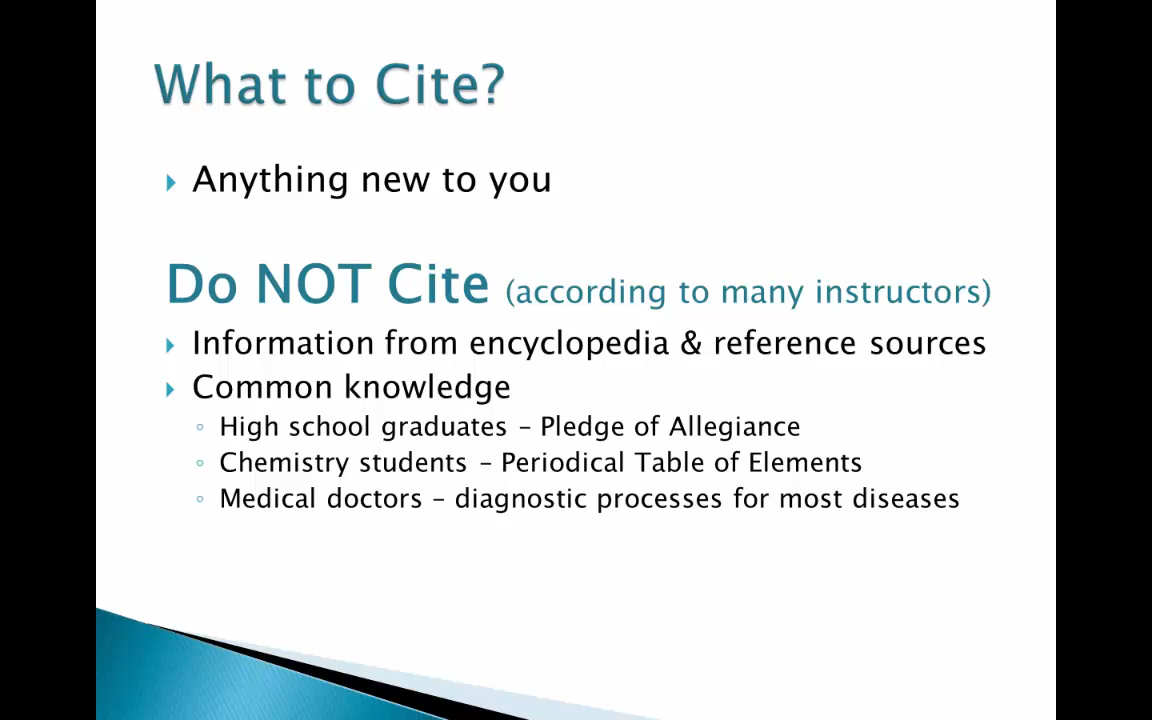 What to Cite?
Anything new to you
Do NOT Cite (according to many instructors)
Information from encyclopedia & reference sources
Common knowledge
High school graduates – Pledge of Allegiance
Chemistry students – Periodical Table of Elements
Medical doctors – diagnostic processes for most diseases